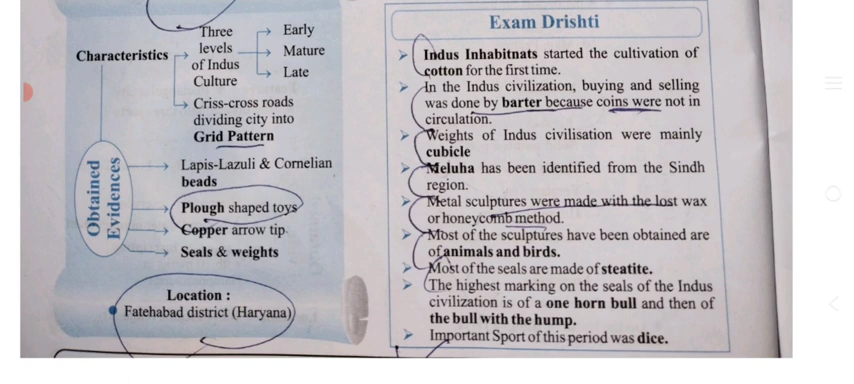 Characteristics
Three
levels
of Indus
Culture
Early
Mature
Late
Criss-cross roads
dividing city into
Grid Pattern
Obtained
Evidences
Lapis-Lazuli & Cornelian
beads
Plough shaped toys
Copper arrow tip
Seals & weights
Location :
Fatehabad district (Haryana)
Exam Drishti
Indus Inhabitnats started the cultivation of
cotton for the first time.
In the Indus civilization, buying and selling
was done by barter because coins were not in
circulation.
Weights of Indus civilisation were mainly
cubicle
Meluha has been identified from the Sindh
region.
Metal sculptures were made with the lost wax
or honeycomb method.
Most of the sculptures have been obtained are
of animals and birds.
Most of the seals are made of steatite.
The highest marking on the seals of the Indus
civilization is of a one horn bull and then of
the bull with the hump.
Important Sport of this period was dice.